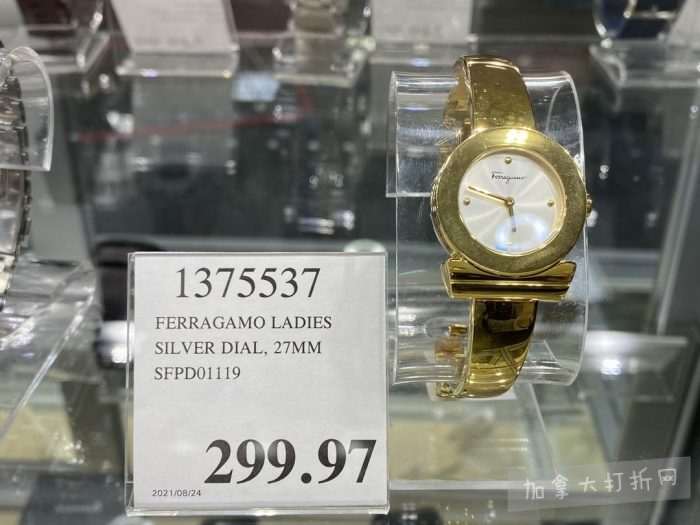 1375537
FERRAGAMO LADIES
SILVER DIAL, 27MM
SFPD01119
299.97
2021/08/24
Ferragamo
加拿大打折网